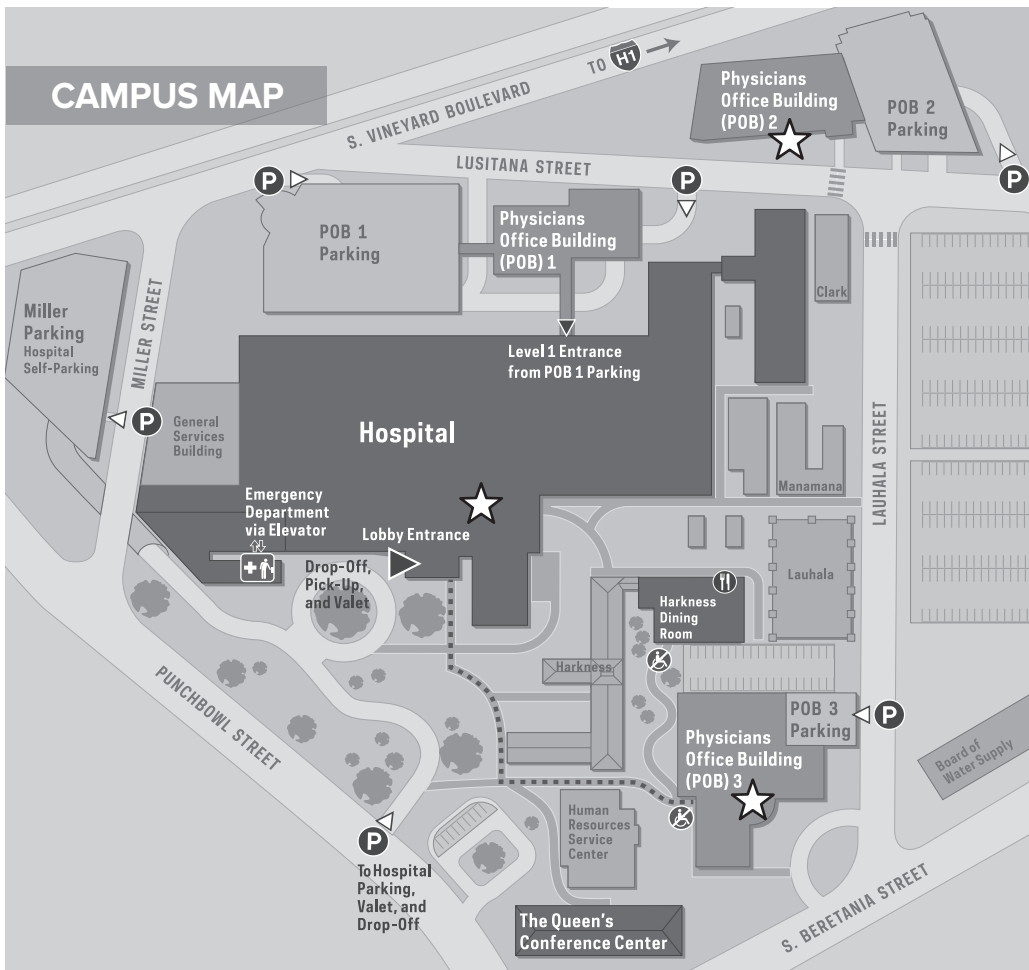 CAMPUS MAP
S. VINEYARD BOULEVARD
TO H1
Physicians
Office Building
(POB) 2
POB 2
Parking
LUSITANA STREET
P
P
P
POB 1
Parking
Physicians
Office Building
(POB) 1
Clark
Miller
Parking
Hospital
Self-Parking
MILLER STREET
P
Level 1 Entrance
from POB 1 Parking
General
Services
Building
Hospital
LAUHALA STREET
Manamana
Emergency
Department
via Elevator
Lobby Entrance
Drop-Off,
Pick-Up,
and Valet
Lauhala
Harkness
Dining
Room
Harkness
PUNCHBOWL STREET
POB 3
Parking
P
Physicians
Office Building
(POB) 3
Board of
Water Supply
Human
Resources
Service
Center
P
To Hospital
Parking,
Valet, and
Drop-Off
The Queen's
Conference Center
S. BERETANIA STREET